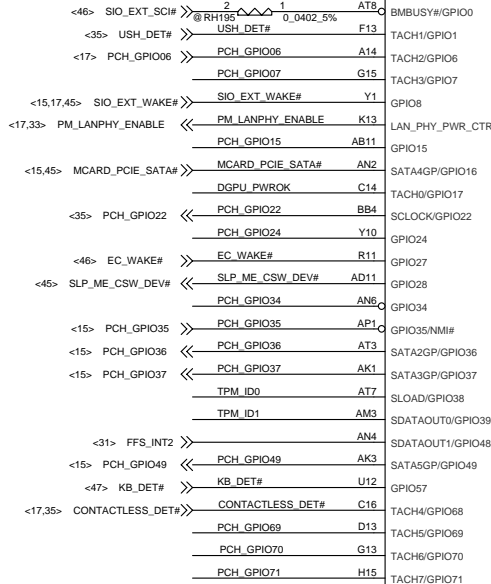 <46> SIO_EXT_SCI# 2 1 AT8 BMBUSY#/GPIO0
@ RH195 0_0402_5%
<35> USH_DET# USH_DET# F13 TACH1/GPIO1
<17> PCH_GPIO06 PCH_GPIO06 A14 TACH2/GPIO6
PCH_GPIO07 G15 TACH3/GPIO7
<15,17,45> SIO_EXT_WAKE# SIO_EXT_WAKE# Y1 GPIO8
<17,33> PM_LANPHY_ENABLE PM_LANPHY_ENABLE K13 LAN_PHY_PWR_CTR
PCH_GPIO15 AB11 GPIO15
<15,45> MCARD_PCIE_SATA# MCARD_PCIE_SATA# AN2 SATA4GP/GPIO16
DGPU_PWROK C14 TACH0/GPIO17
<35> PCH_GPIO22 PCH_GPIO22 BB4 SCLOCK/GPIO22
PCH_GPIO24 Y10 GPIO24
<46> EC_WAKE# EC_WAKE# R11 GPIO27
<45> SLP_ME_CSW_DEV# SLP_ME_CSW_DEV# AD11 GPIO28
PCH_GPIO34 AN6 GPIO34
<15> PCH_GPIO35 PCH_GPIO35 AP1 GPIO35/NMI#
<15> PCH_GPIO36 PCH_GPIO36 AT3 SATA2GP/GPIO36
<15> PCH_GPIO37 PCH_GPIO37 AK1 SATA3GP/GPIO37
TPM_ID0 AT7 SLOAD/GPIO38
TPM_ID1 AM3 SDATAOUT0/GPIO39
<31> FFS_INT2 AN4 SDATAOUT1/GPIO48
<15> PCH_GPIO49 PCH_GPIO49 AK3 SATA5GP/GPIO49
<47> KB_DET# KB_DET# U12 GPIO57
<17,35> CONTACTLESS_DET# CONTACTLESS_DET# C16 TACH4/GPIO68
PCH_GPIO69 D13 TACH5/GPIO69
PCH_GPIO70 G13 TACH6/GPIO70
PCH_GPIO71 H15 TACH7/GPIO71